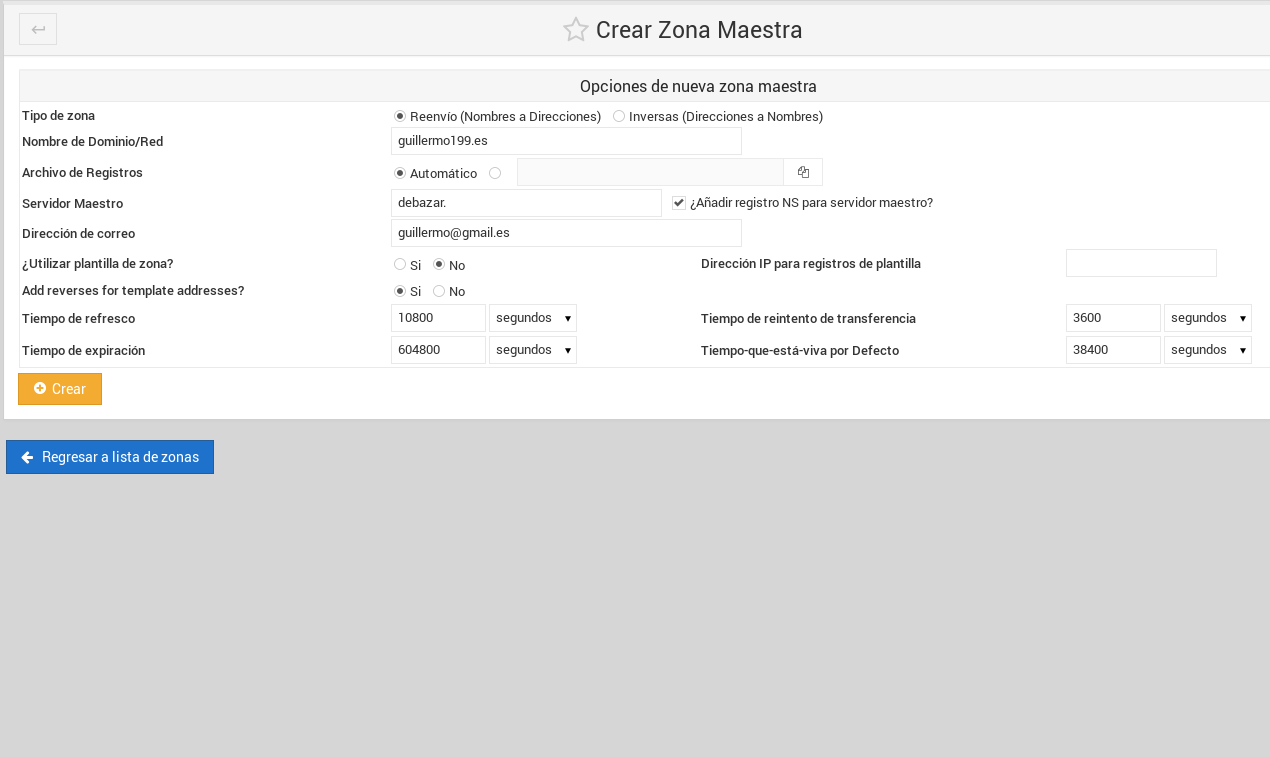 Crear Zona Maestra
Opciones de nueva zona maestra
Tipo de zona Reenvío (Nombres a Direcciones) Inversas (Direcciones a Nombres)
Nombre de Dominio/Red guillermo199.es
Archivo de Registros Automático
Servidor Maestro debazar. ¿Añadir registro NS para servidor maestro?
Dirección de correo guillermo@gmail.es
¿Utilizar plantilla de zona? Si No Dirección IP para registros de plantilla
Add reverses for template addresses? Si No
Tiempo de refresco 10800 segundos Tiempo de reintento de transferencia 3600 segundos
Tiempo de expiración 604800 segundos Tiempo-que-está-viva por Defecto 38400 segundos
Crear
Regresar a lista de zonas